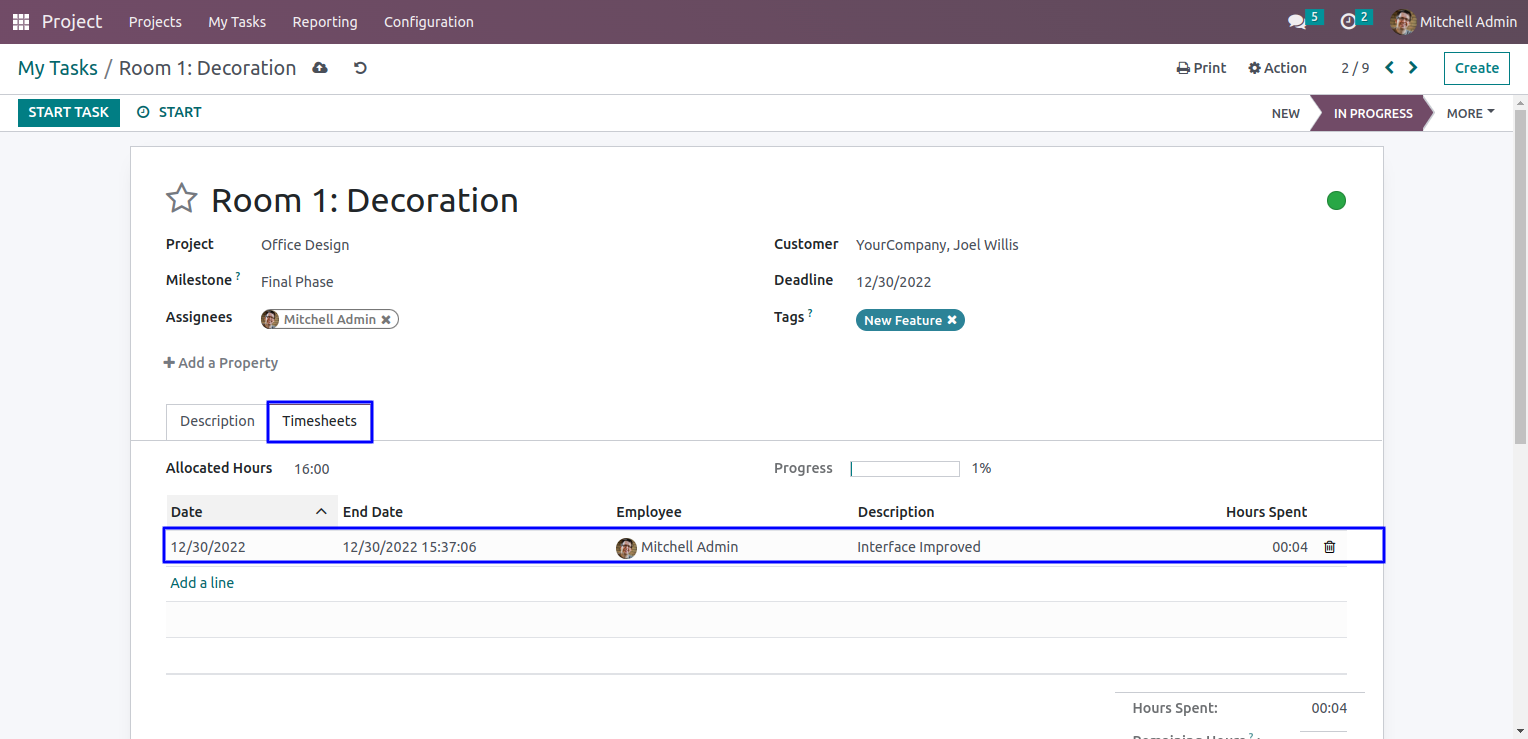 Project Projects My Tasks Reporting Configuration 5 2 Mitchell Admin
My Tasks / Room 1: Decoration Print Action 2 / 9 Create
START TASK START NEW IN PROGRESS MORE
Room 1: Decoration
Project Office Design Customer YourCompany, Joel Willis
Milestone ? Final Phase Deadline 12/30/2022
Assignees Mitchell Admin Tags ? New Feature
Add a Property
Description Timesheets
Allocated Hours 16:00 Progress 1%
Date End Date Employee Description Hours Spent
12/30/2022 12/30/2022 15:37:06 Mitchell Admin Interface Improved 00:04
Add a line
Hours Spent: 00:04
Remaining Hours ? :